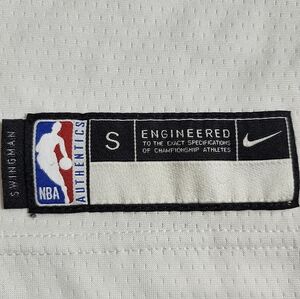 SWINGMAN
NBA
AUTHENTICS
S
ENGINEERED
TO THE EXACT SPECIFICATIONS
OF CHAMPIONSHIP ATHLETES